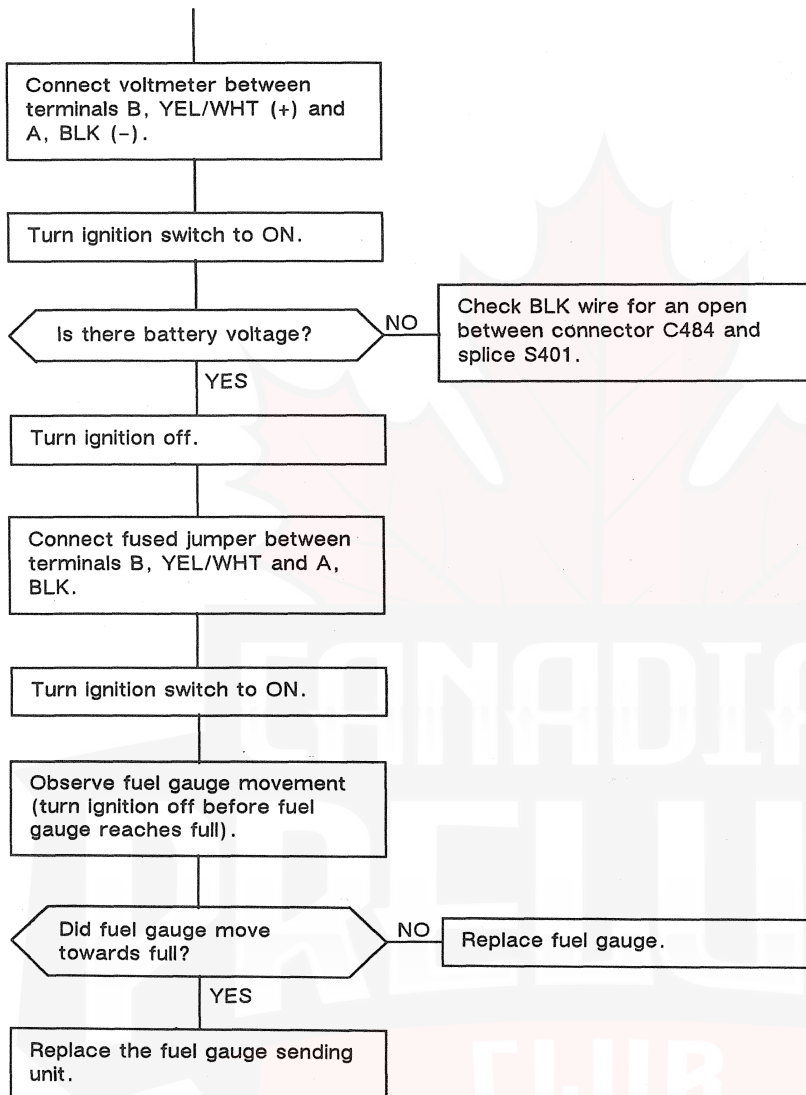 Connect voltmeter between
terminals B, YEL/WHT (+) and
A, BLK (−).
Turn ignition switch to ON.
Is there battery voltage?
NO
Check BLK wire for an open
between connector C484 and
splice S401.
YES
Turn ignition off.
Connect fused jumper between
terminals B, YEL/WHT and A,
BLK.
Turn ignition switch to ON.
Observe fuel gauge movement
(turn ignition off before fuel
gauge reaches full).
Did fuel gauge move
towards full?
NO
Replace fuel gauge.
YES
Replace the fuel gauge sending
unit.
CANADIA
PRELU
CLUB